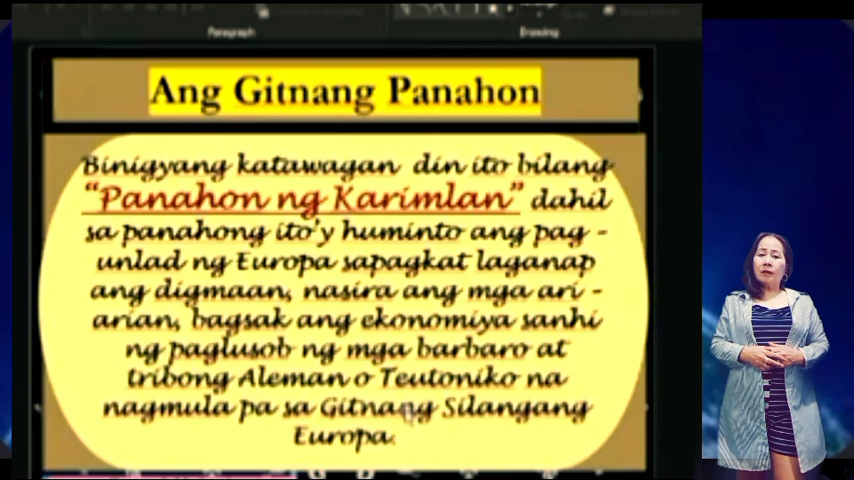 Paragraph
Drawing
Ang Gitnang Panahon
Binigyang katawagan din ito bilang
“Panahon ng Karimlan” dahil
sa panahong ito'y huminto ang pag -
unlad ng Europa sapagkat laganap
ang digmaan, nasira ang mga ari -
arian, bagsak ang ekonomiya sanhi
ng paglusob ng mga barbaro at
tribong Aleman o Teutoniko na
nagmula pa sa Gitnang Silangang
Europa.